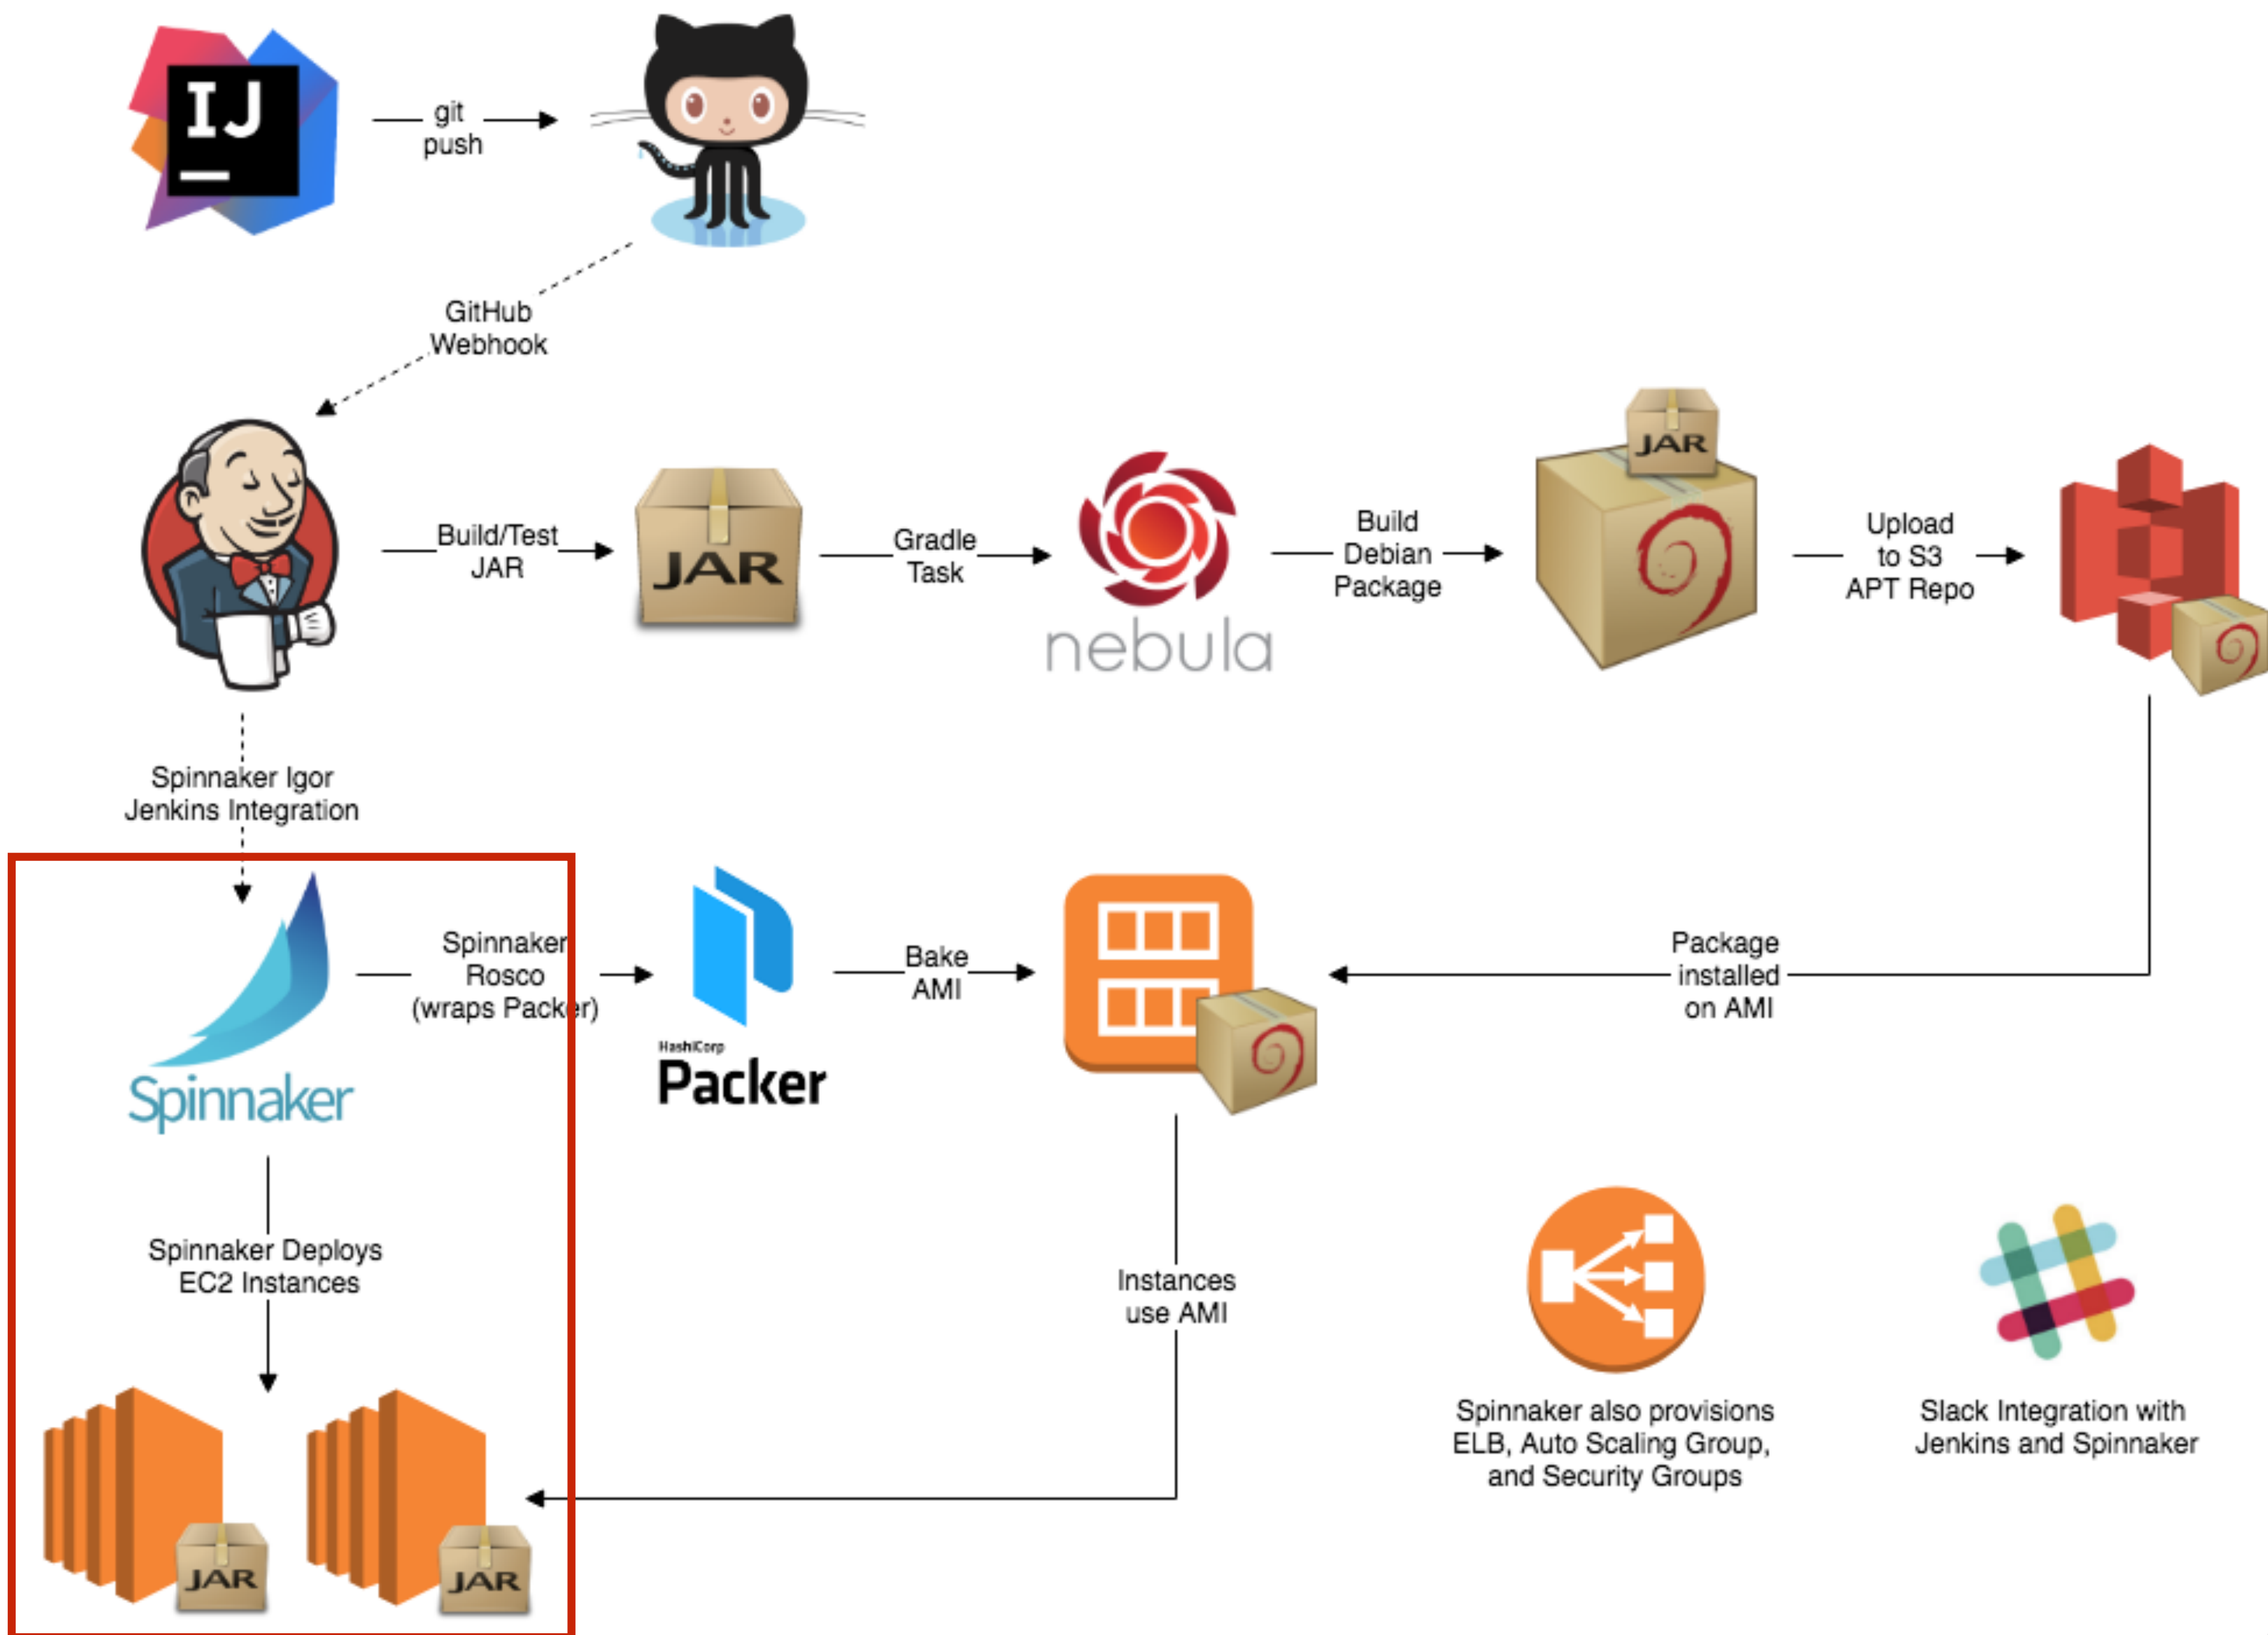 IJ
git
push
GitHub
Webhook
Build/Test
JAR
JAR
Gradle
Task
nebula
Build
Debian
Package
JAR
Upload
to S3
APT Repo
Spinnaker Igor
Jenkins Integration
Spinnaker
Spinnaker
Rosco
(wraps Packer)
HashiCorp
Packer
Bake
AMI
Package
installed
on AMI
Spinnaker Deploys
EC2 Instances
Instances
use AMI
JAR
JAR
Spinnaker also provisions
ELB, Auto Scaling Group,
and Security Groups
Slack Integration with
Jenkins and Spinnaker